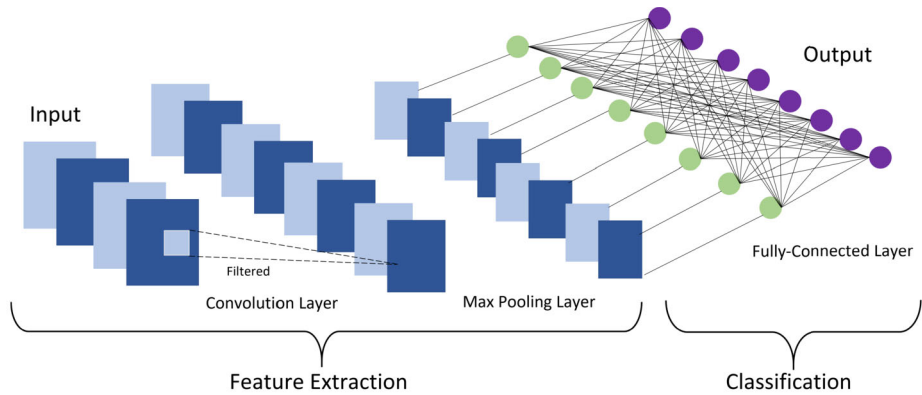 Output
Input
Fully-Connected Layer
Filtered
Convolution Layer
Max Pooling Layer
Feature Extraction
Classification